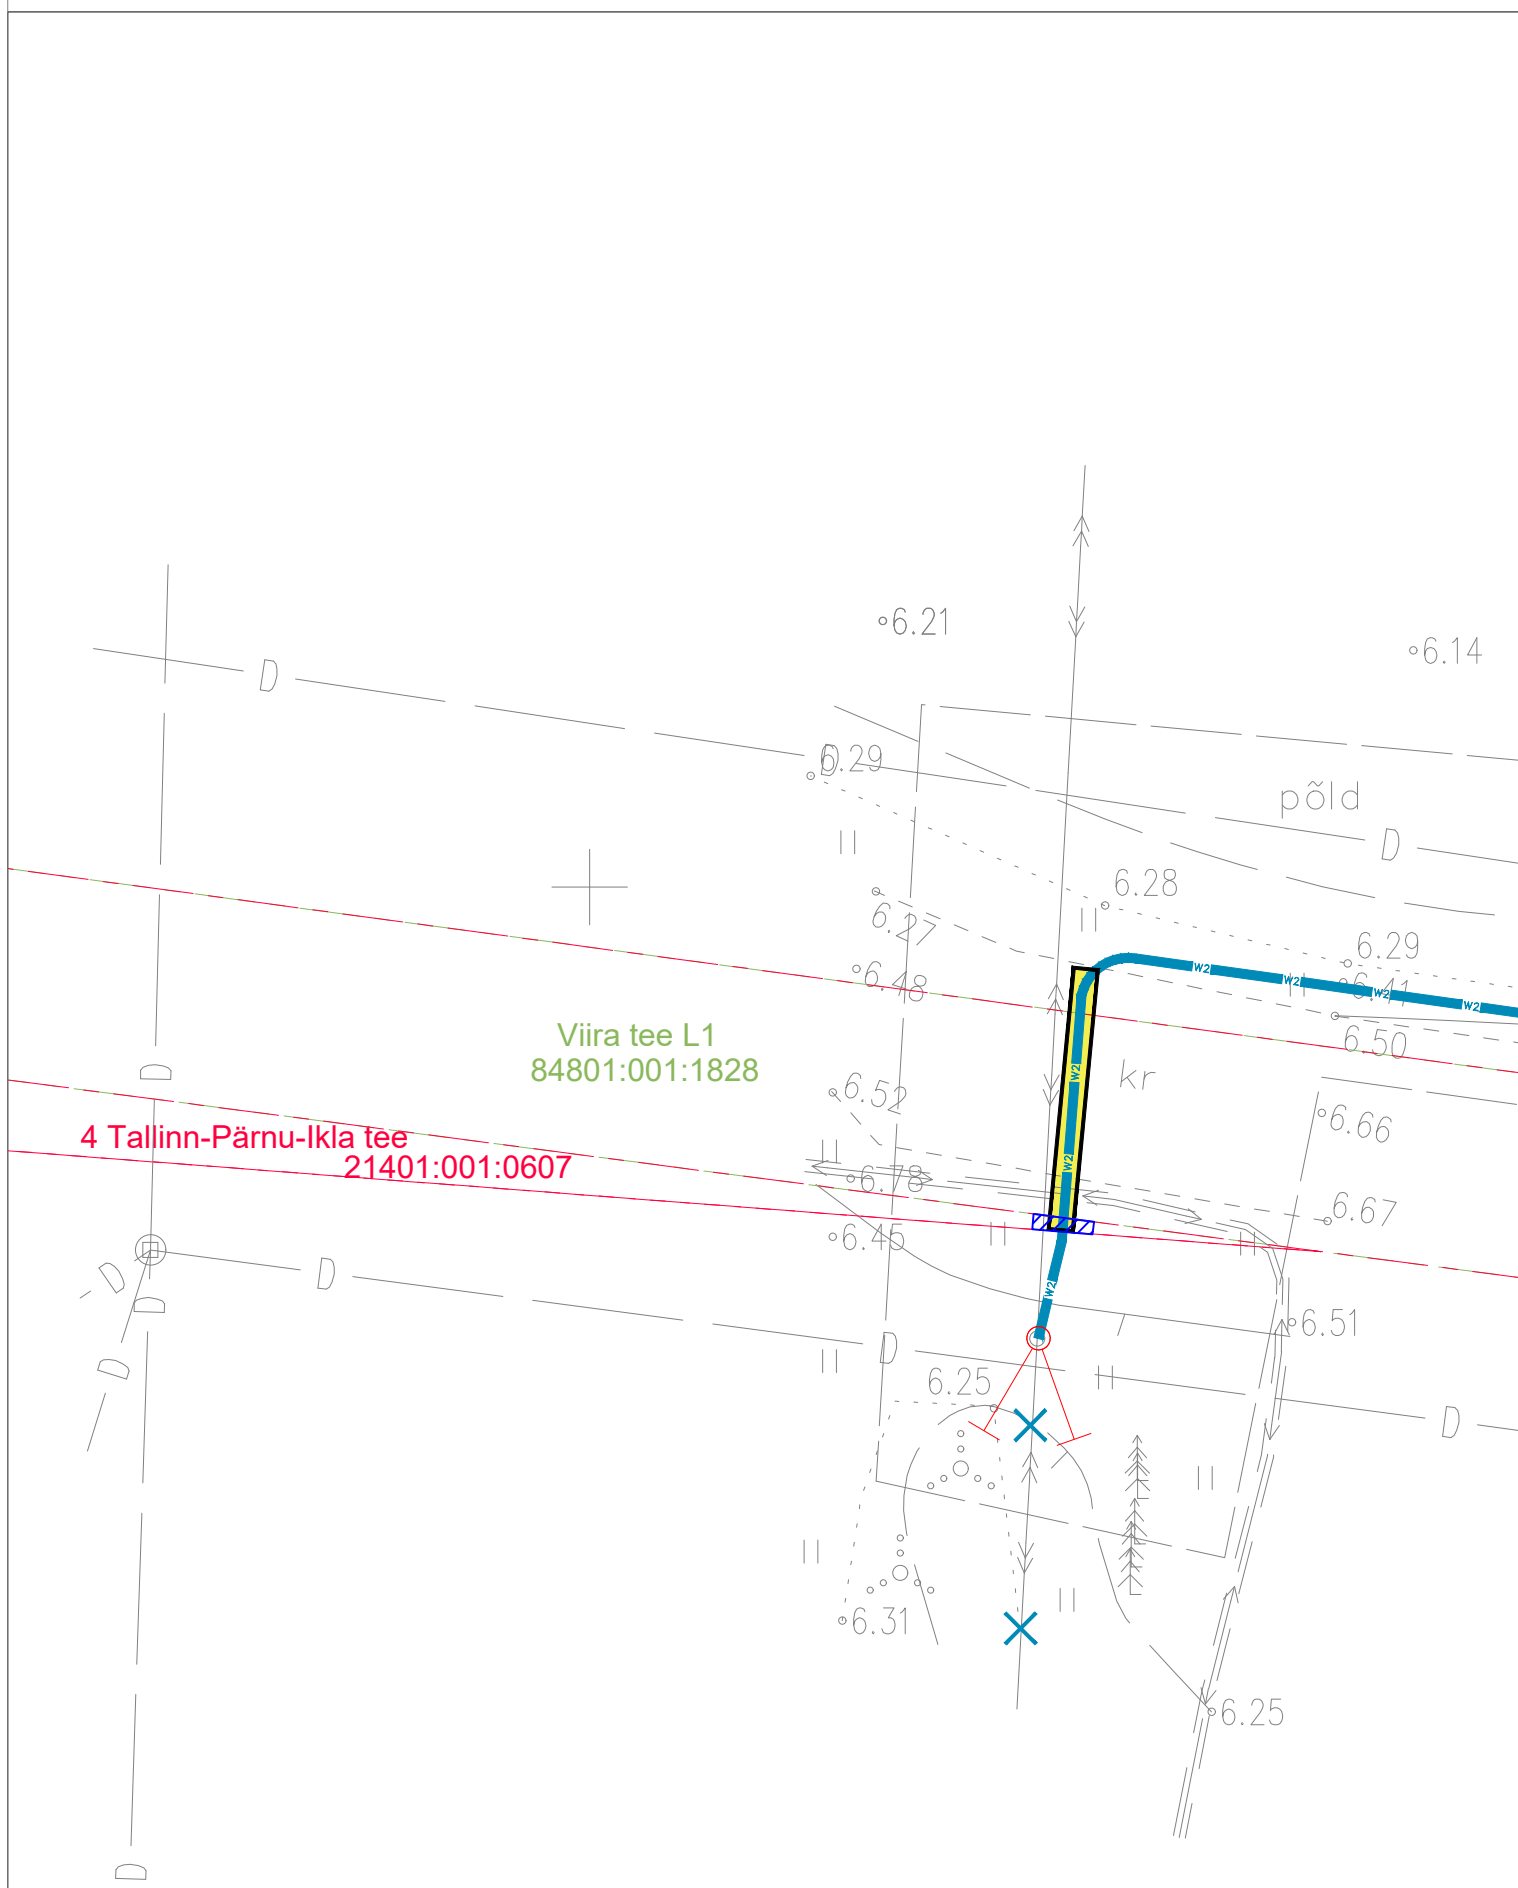 6.21
6.14
D
6.29
D
põld
D
6.28
6.27
6.29
6.48
W2
W2
W2
W2
6.41
Viira tee L1
84801:001:1828
6.50
D
W2
kr
6.52
6.66
4 Tallinn-Pärnu-Ikla tee
21401:001:0607
W2
6.78
6.67
6.45
D
D
D
W2
6.51
D
D
6.25
D
6.31
6.25
D